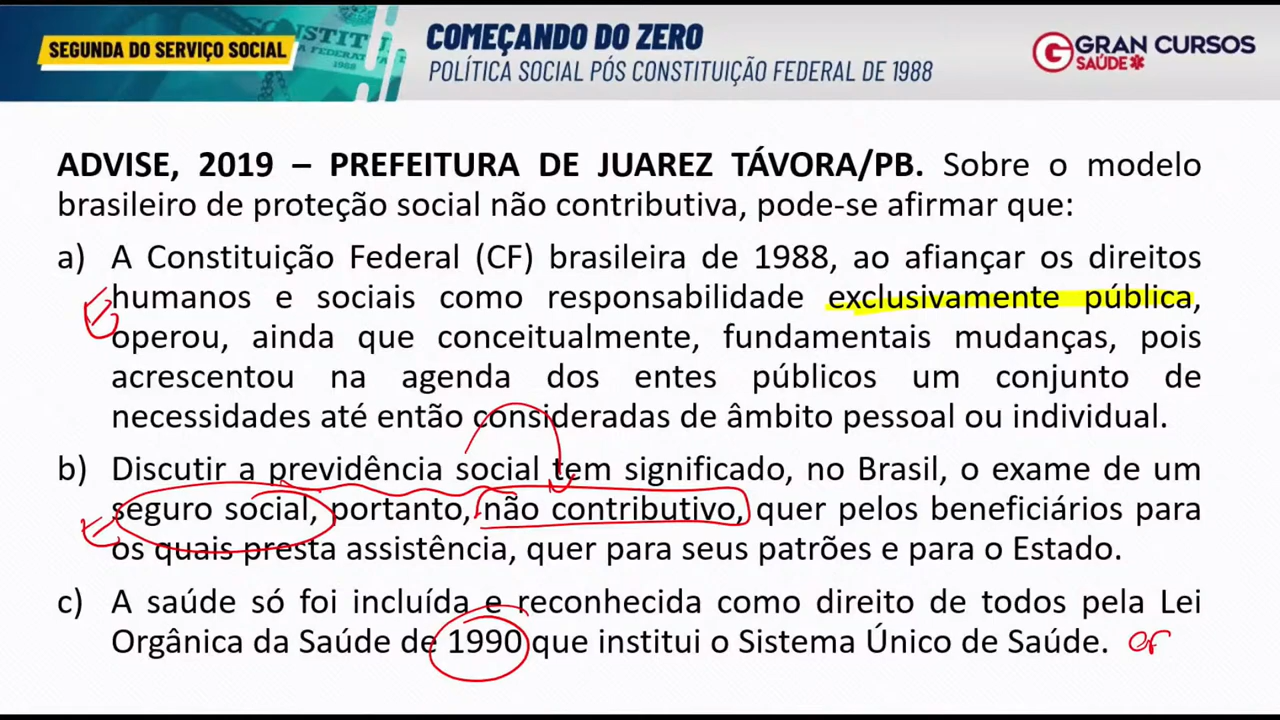 SEGUNDA DO SERVIÇO SOCIAL
COMEÇANDO DO ZERO
POLÍTICA SOCIAL PÓS CONSTITUIÇÃO FEDERAL DE 1988
GRAN CURSOS
SAÚDE
ADVISE, 2019 – PREFEITURA DE JUAREZ TÁVORA/PB. Sobre o modelo
brasileiro de proteção social não contributiva, pode-se afirmar que:
a) A Constituição Federal (CF) brasileira de 1988, ao afiançar os direitos
humanos e sociais como responsabilidade exclusivamente pública,
operou, ainda que conceitualmente, fundamentais mudanças, pois
acrescentou na agenda dos entes públicos um conjunto de
necessidades até então consideradas de âmbito pessoal ou individual.
b) Discutir a previdência social tem significado, no Brasil, o exame de um
seguro social, portanto, não contributivo, quer pelos beneficiários para
os quais presta assistência, quer para seus patrões e para o Estado.
c) A saúde só foi incluída e reconhecida como direito de todos pela Lei
Orgânica da Saúde de 1990 que institui o Sistema Único de Saúde.